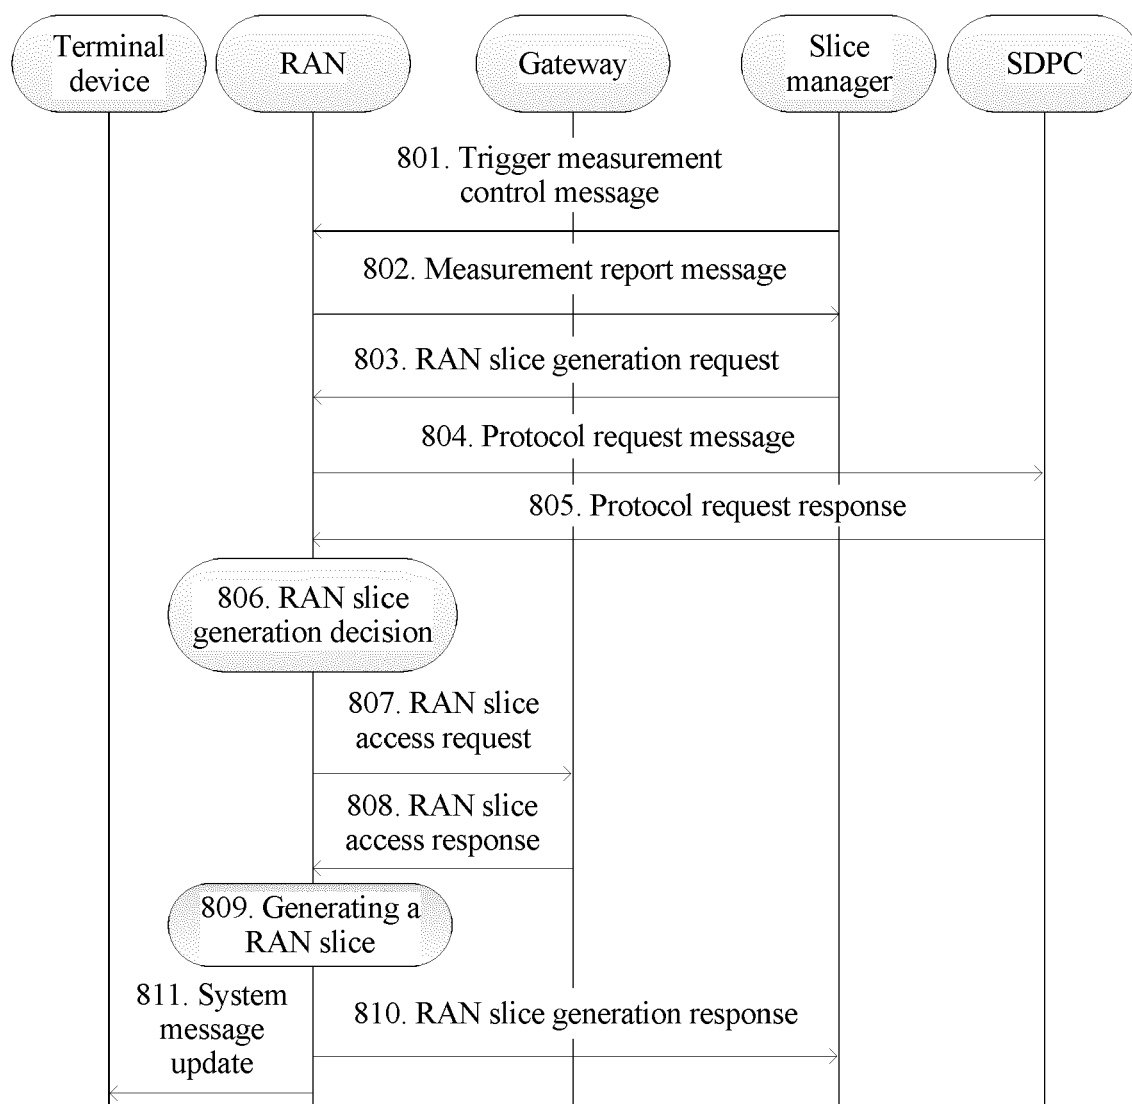 Terminal
device
RAN
Gateway
Slice
manager
SDPC
801. Trigger measurement
control message
802. Measurement report message
803. RAN slice generation request
804. Protocol request message
805. Protocol request response
806. RAN slice
generation decision
807. RAN slice
access request
808. RAN slice
access response
809. Generating a
RAN slice
811. System
message
update
810. RAN slice generation response